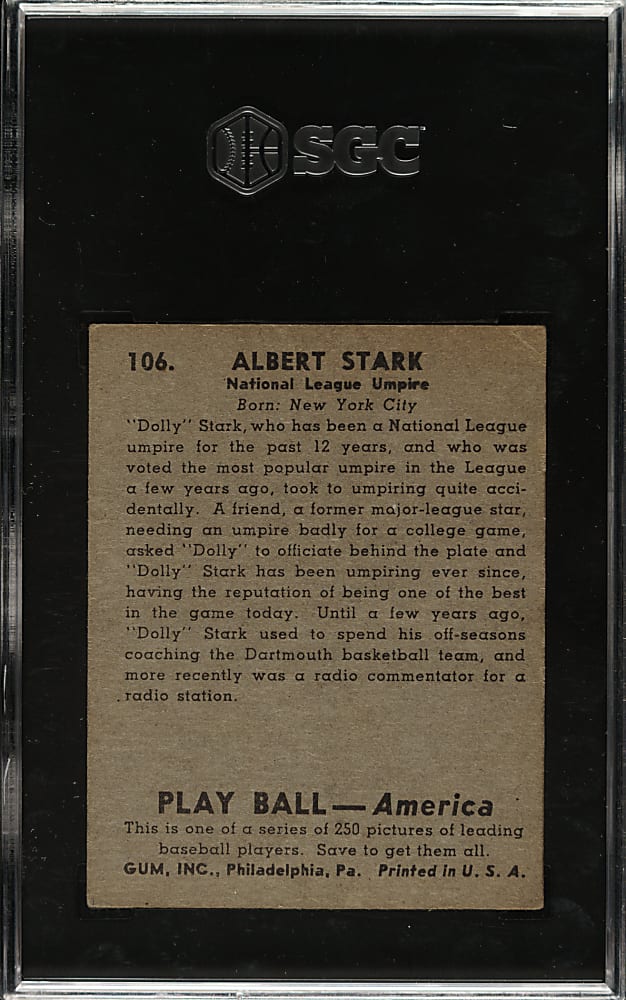 SGC
106. ALBERT STARK
National League Umpire
Born: New York City
"Dolly" Stark, who has been a National League
umpire for the past 12 years, and who was
voted the most popular umpire in the League
a few years ago, took to umpiring quite acci-
dentally. A friend, a former major-league star,
needing an umpire badly for a college game,
asked "Dolly" to officiate behind the plate and
"Dolly" Stark has been umpiring ever since,
having the reputation of being one of the best
in the game today. Until a few years ago,
"Dolly" Stark used to spend his off-seasons
coaching the Dartmouth basketball team, and
more recently was a radio commentator for a
radio station.
PLAY BALL — America
This is one of a series of 250 pictures of leading
baseball players. Save to get them all.
GUM, INC., Philadelphia, Pa. Printed in U. S. A.